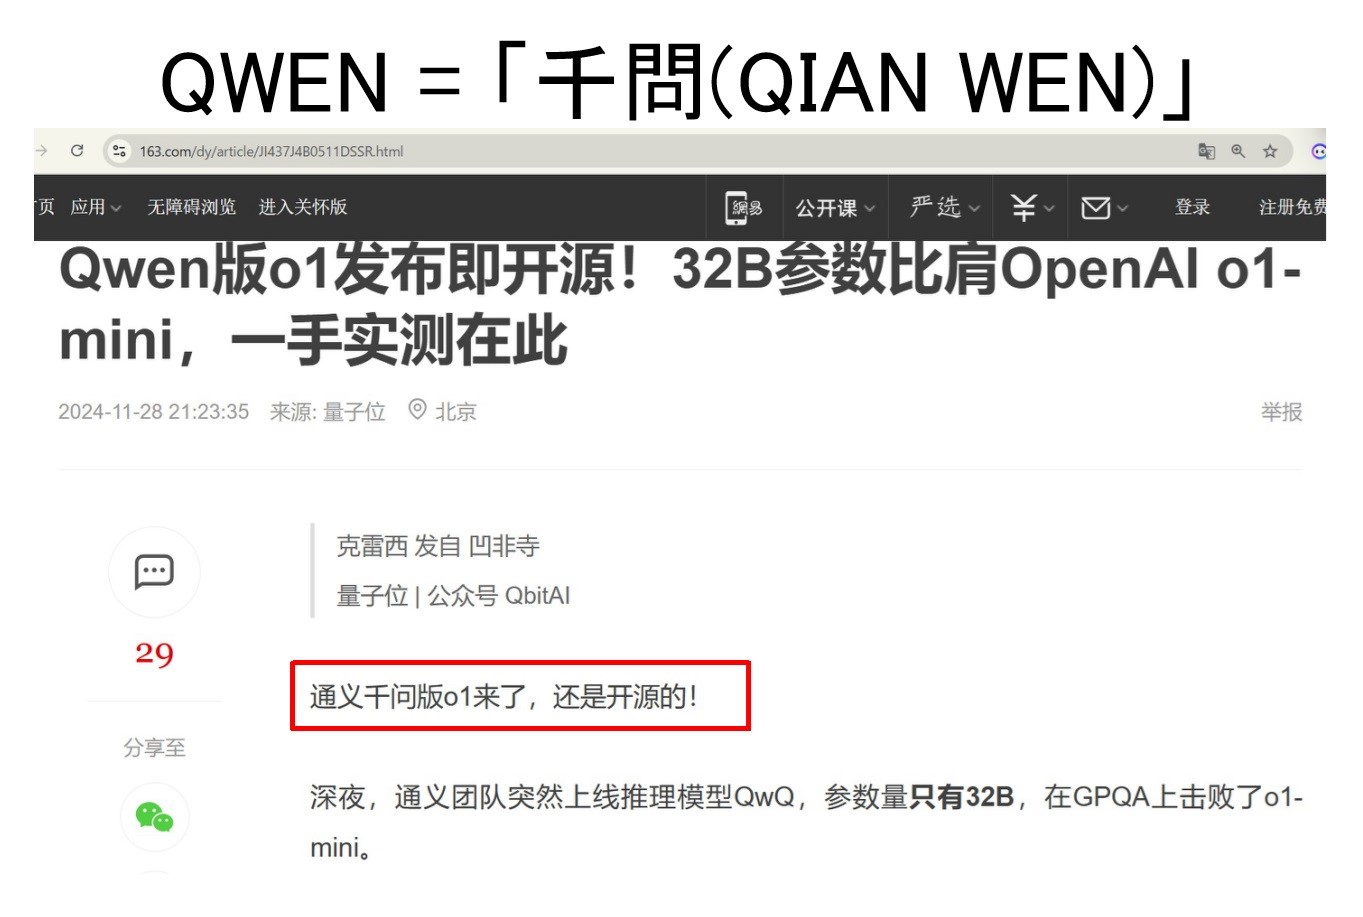 QWEN =「千問(QIAN WEN)」
163.com/dy/article/JI437J4B0511DSSR.html
页 应用 无障碍浏览 进入关怀版 網易 公开课 严选 登录 注册免费
Qwen版o1发布即开源！32B参数比肩OpenAI o1-
mini，一手实测在此
2024-11-28 21:23:35 来源: 量子位 北京 举报
克雷西 发自 凹非寺
量子位 | 公众号 QbitAI
29
通义千问版o1来了，还是开源的！
分享至
深夜，通义团队突然上线推理模型QwQ，参数量只有32B，在GPQA上击败了o1-
mini。